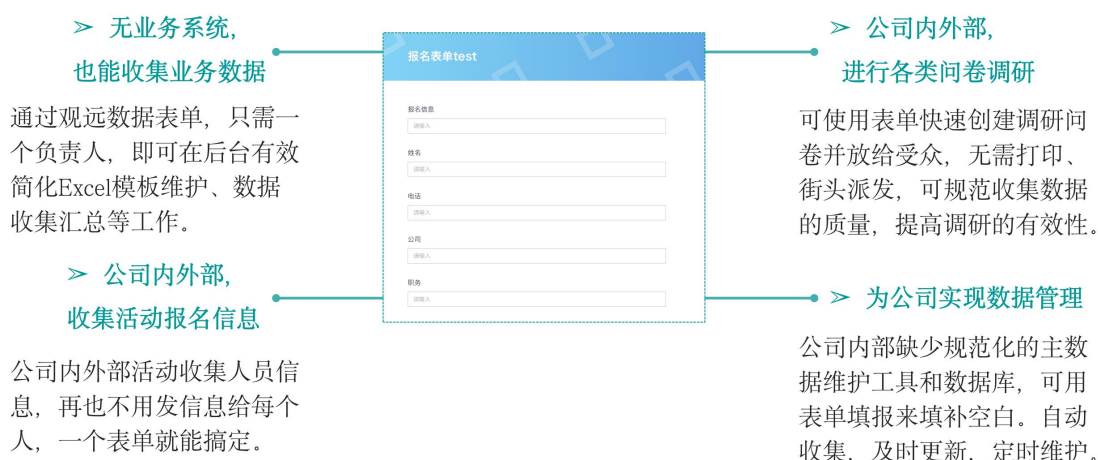 ➢ 无业务系统,
也能收集业务数据
通过观远数据表单，只需一
个负责人，即可在后台有效
简化Excel模板维护、数据
收集汇总等工作。
➢ 公司内外部,
收集活动报名信息
公司内外部活动收集人员信
息，再也不用发信息给每个
人，一个表单就能搞定。
报名表单test
报名信息
请输入
姓名
请输入
电话
请输入
公司
请输入
职务
请输入
➢ 公司内外部,
进行各类问卷调研
可使用表单快速创建调研问
卷并放给受众，无需打印、
街头派发，可规范收集数据
的质量，提高调研的有效性。
➢ 为公司实现数据管理
公司内部缺少规范化的主数
据维护工具和数据库，可用
表单填报来填补空白。自动
收集，及时更新，定时维护。